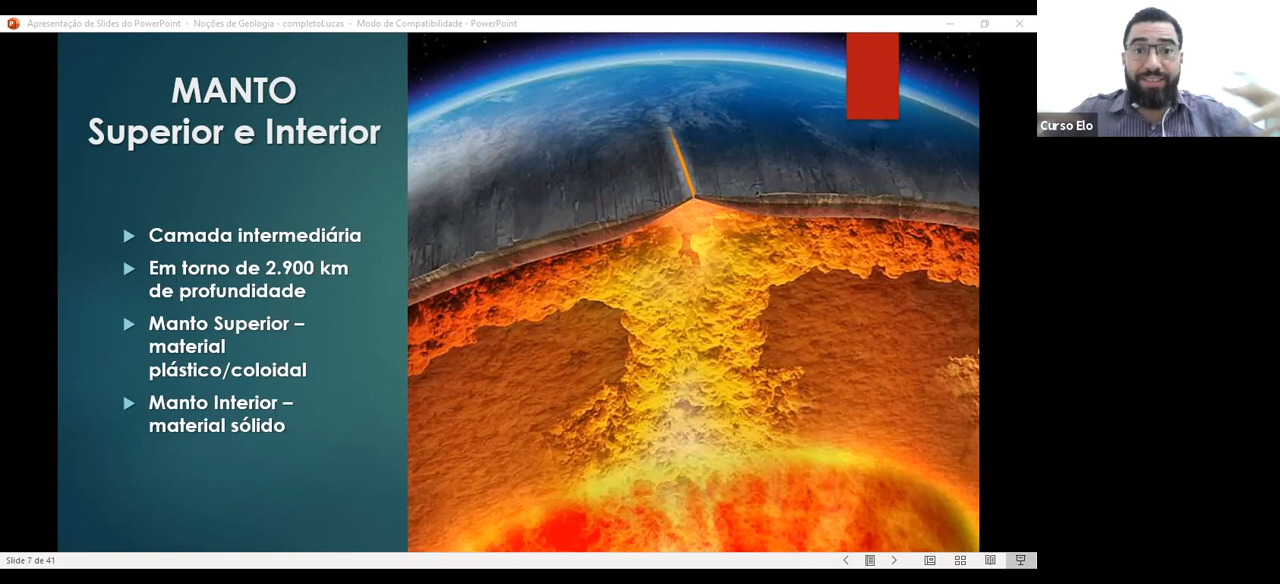 Apresentação de Slides do PowerPoint - Noções de Geologia - completoLucas - Modo de Compatibilidade - PowerPoint
MANTO
Superior e Interior
Camada intermediária
Em torno de 2.900 km
de profundidade
Manto Superior –
material
plástico/coloidal
Manto Interior –
material sólido
Curso Elo
Slide 7 de 41